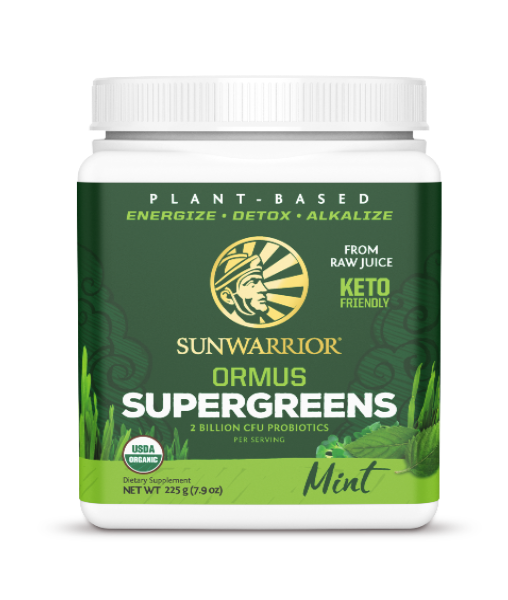 PLANT-BASED
ENERGIZE • DETOX • ALKALIZE
FROM
RAW JUICE
KETO
FRIENDLY
SUNWARRIOR®
ORMUS
SUPERGREENS
2 BILLION CFU PROBIOTICS
PER SERVING
USDA
ORGANIC
Dietary Supplement
NET WT 225 g (7.9 oz)
Mint